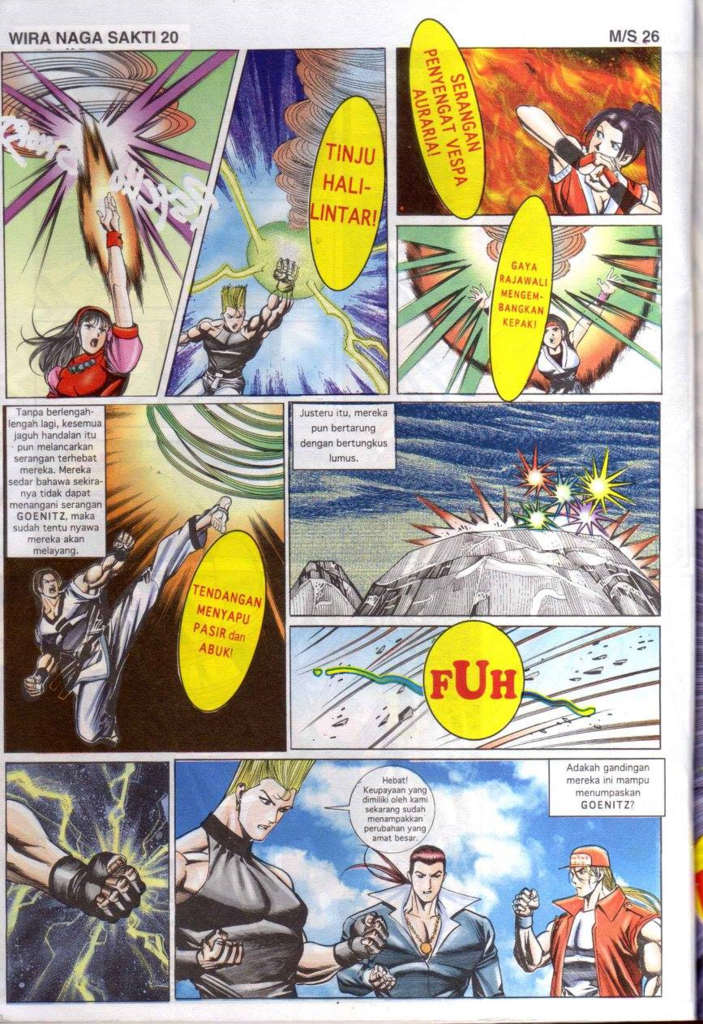 WIRA NAGA SAKTI 20
M/S 26
TINJU
HALI-
LINTAR!
SERANGAN
PENYENGAT VESPA
AURARIA!
GAYA
RAJAWALI
MENGEM-
BANGKAN
KEPAK!
Tanpa berlengah-
lengah lagi, kesemua
jaguh handalan itu
pun melancarkan
serangan terhebat
mereka. Mereka
sedar bahawa sekira-
nya tidak dapat
menangani serangan
GOENITZ, maka
sudah tentu nyawa
mereka akan
melayang.
TENDANGAN
MENYAPU
PASIR dan
ABUK!
Justeru itu, mereka
pun bertarung
dengan bertungkus
lumus.
FUH
Hebat!
Keupayaan yang
dimiliki oleh kami
sekarang sudah
menampakkan
perubahan yang
amat besar.
Adakah gandingan
mereka ini mampu
menumpaskan
GOENITZ?